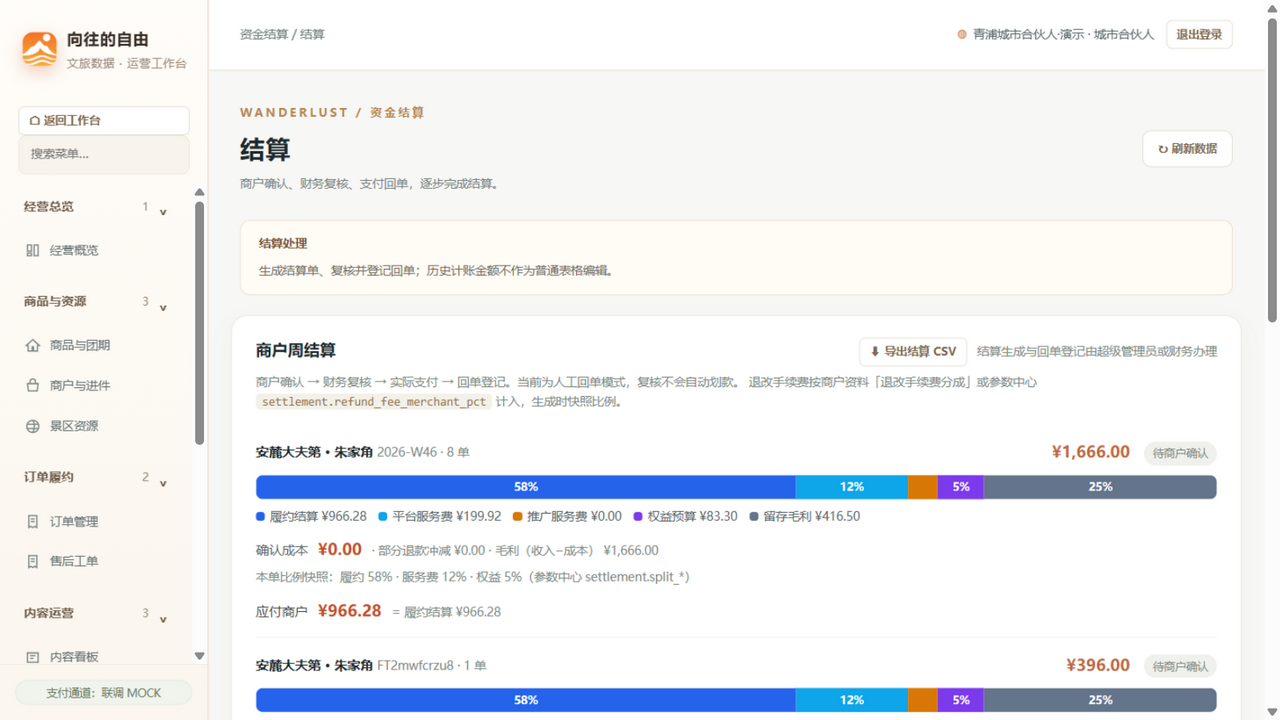 向往的自由
文旅数据 · 运营工作台
返回工作台
搜索菜单...
经营总览 1
经营概览
商品与资源 3
商品与团期
商户与进件
景区资源
订单履约 2
订单管理
售后工单
内容运营 3
内容看板
支付通道：联调 MOCK
资金结算 / 结算
青浦城市合伙人·演示 · 城市合伙人
退出登录
WANDERLUST / 资金结算
结算
商户确认、财务复核、支付回单，逐步完成结算。
↻ 刷新数据
结算处理
生成结算单、复核并登记回单；历史计账金额不作为普通表格编辑。
商户周结算
⬇ 导出结算 CSV
结算生成与回单登记由超级管理员或财务办理
商户确认 → 财务复核 → 实际支付 → 回单登记。当前为人工回单模式，复核不会自动划款。 退改手续费按商户资料「退改手续费分成」或参数中心
settlement.refund_fee_merchant_pct 计入，生成时快照比例。
安麓大夫第 • 朱家角 2026-W46 · 8 单
¥1,666.00 待商户确认
58% 12% 5% 25%
履约结算 ¥966.28 平台服务费 ¥199.92 推广服务费 ¥0.00 权益预算 ¥83.30 留存毛利 ¥416.50
确认成本 ¥0.00 · 部分退款冲减 ¥0.00 · 毛利（收入−成本） ¥1,666.00
本单比例快照：履约 58% · 服务费 12% · 权益 5%（参数中心 settlement.split_*）
应付商户 ¥966.28 = 履约结算 ¥966.28
安麓大夫第 • 朱家角 FT2mwfcrzu8 · 1 单
¥396.00 待商户确认
58% 12% 5% 25%